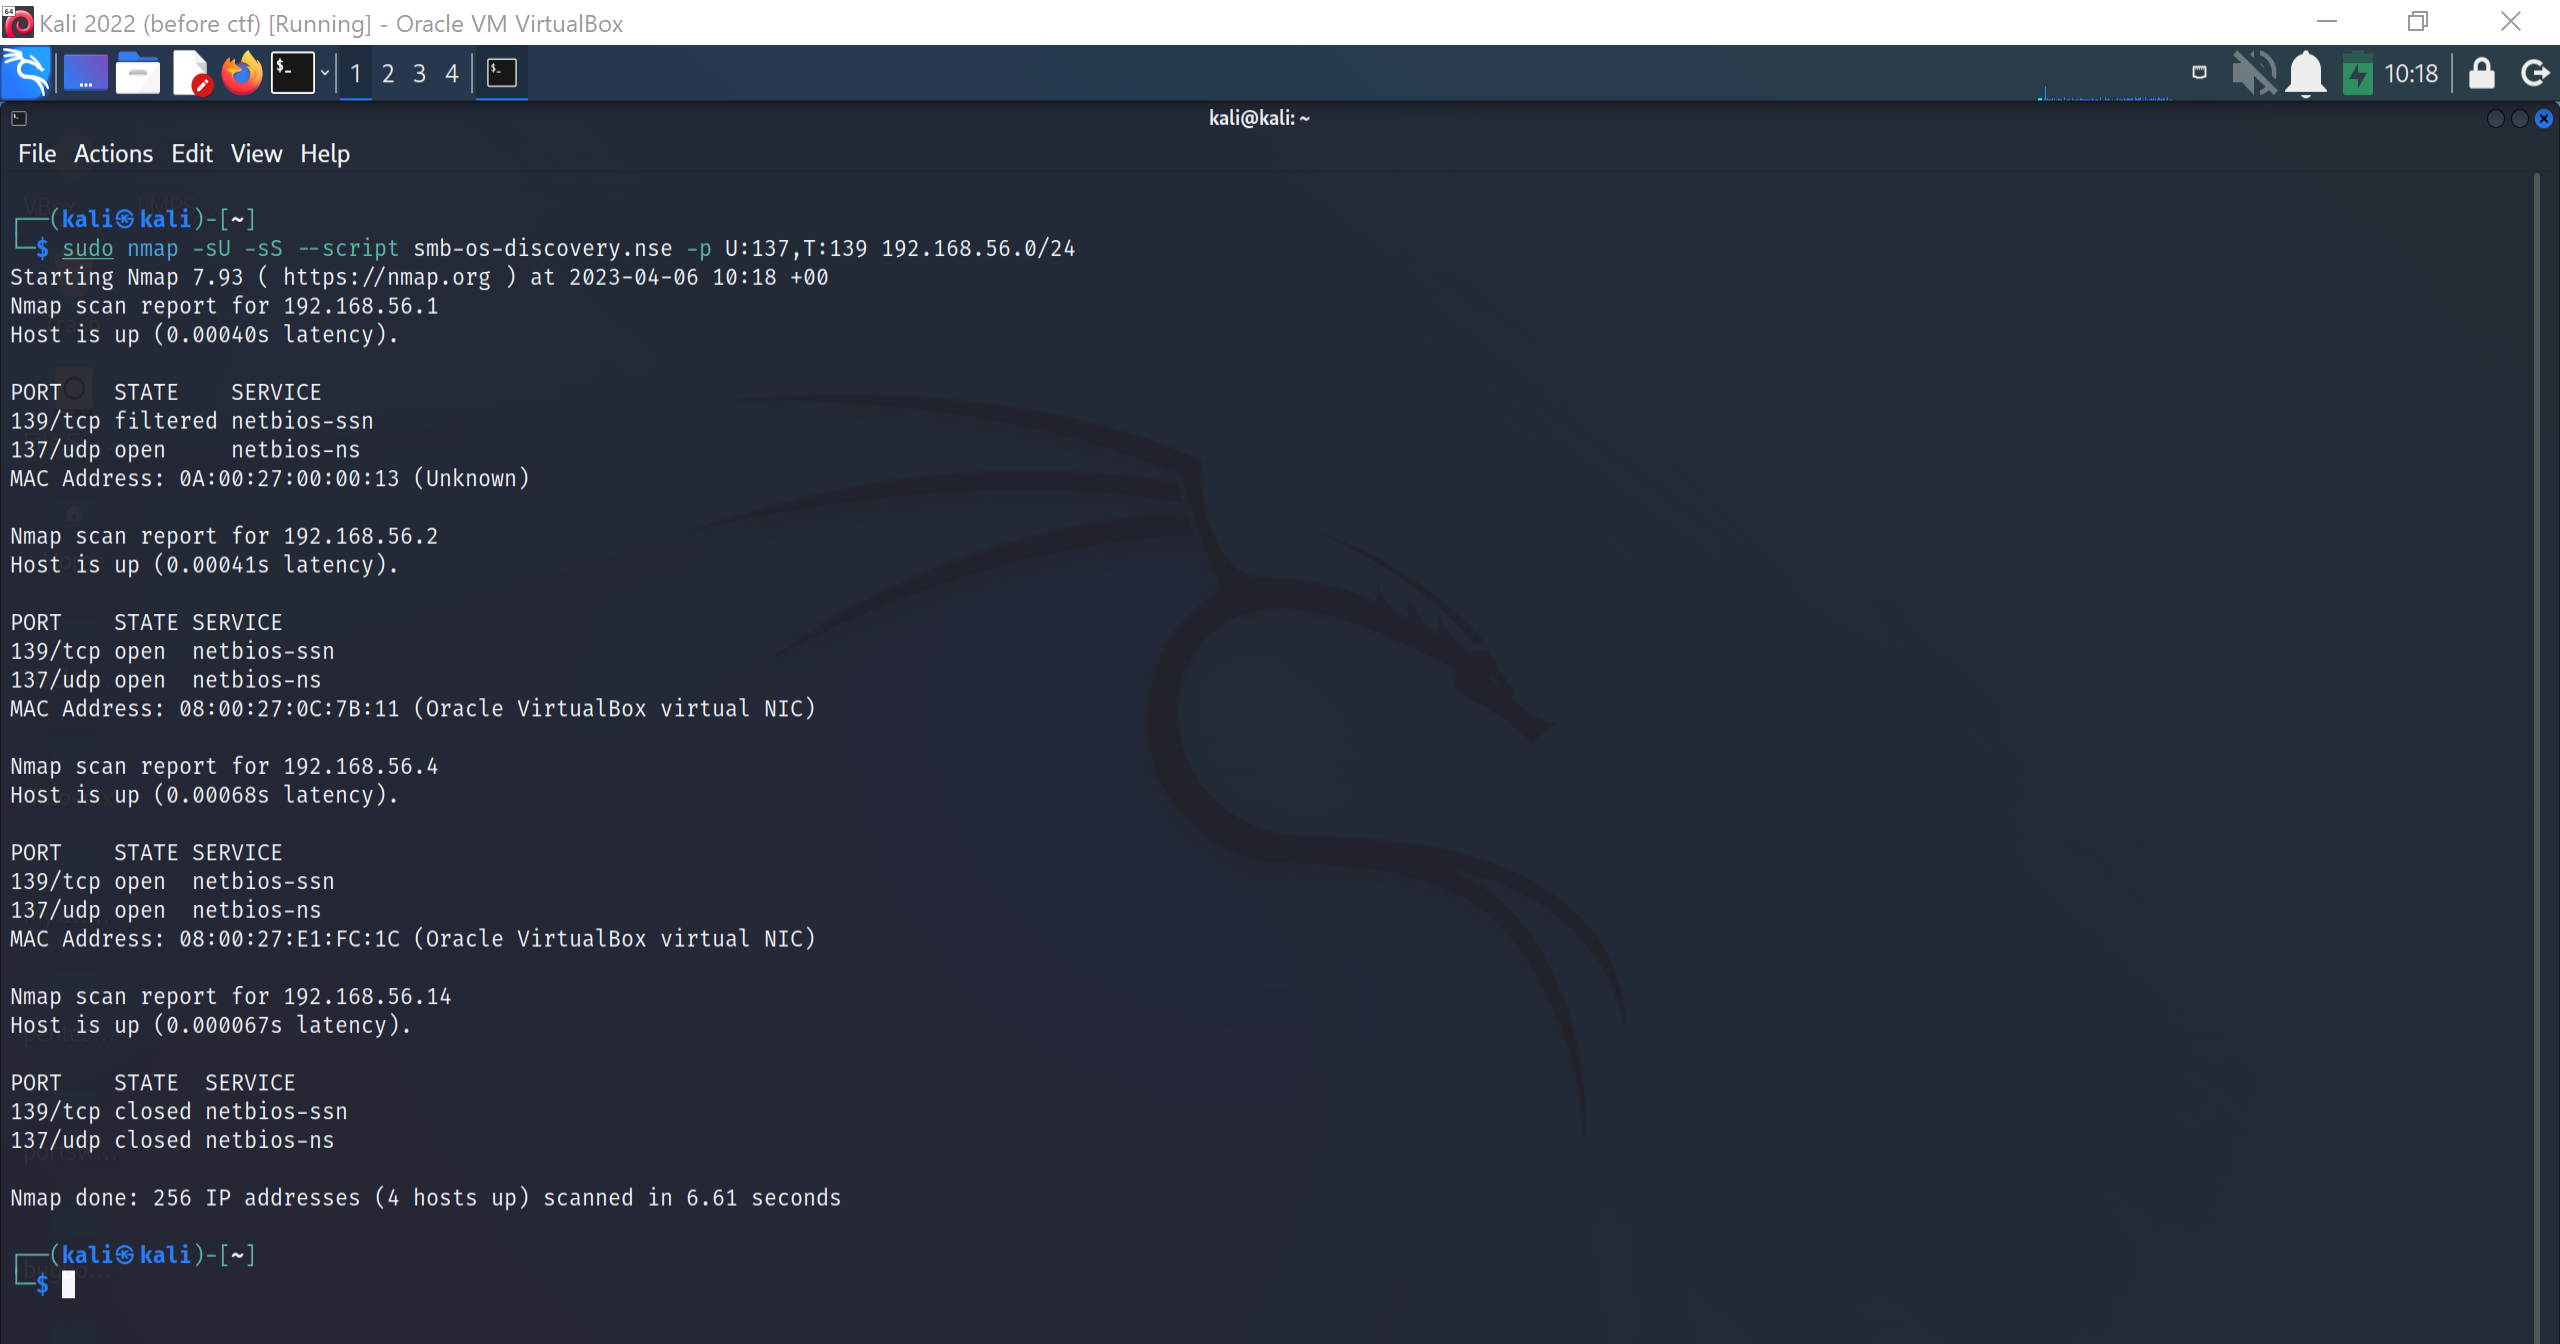 Kali 2022 (before ctf) [Running] - Oracle VM VirtualBox
1 2 3 4
10:18
kali@kali: ~
File Actions Edit View Help
(kali㉿kali)-[~]
$ sudo nmap -sU -sS --script smb-os-discovery.nse -p U:137,T:139 192.168.56.0/24
Starting Nmap 7.93 ( https://nmap.org ) at 2023-04-06 10:18 +00
Nmap scan report for 192.168.56.1
Host is up (0.00040s latency).
PORT    STATE    SERVICE
139/tcp filtered netbios-ssn
137/udp open     netbios-ns
MAC Address: 0A:00:27:00:00:13 (Unknown)
Nmap scan report for 192.168.56.2
Host is up (0.00041s latency).
PORT    STATE SERVICE
139/tcp open  netbios-ssn
137/udp open  netbios-ns
MAC Address: 08:00:27:0C:7B:11 (Oracle VirtualBox virtual NIC)
Nmap scan report for 192.168.56.4
Host is up (0.00068s latency).
PORT    STATE SERVICE
139/tcp open  netbios-ssn
137/udp open  netbios-ns
MAC Address: 08:00:27:E1:FC:1C (Oracle VirtualBox virtual NIC)
Nmap scan report for 192.168.56.14
Host is up (0.000067s latency).
PORT    STATE  SERVICE
139/tcp closed netbios-ssn
137/udp closed netbios-ns
Nmap done: 256 IP addresses (4 hosts up) scanned in 6.61 seconds
(kali㉿kali)-[~]
$